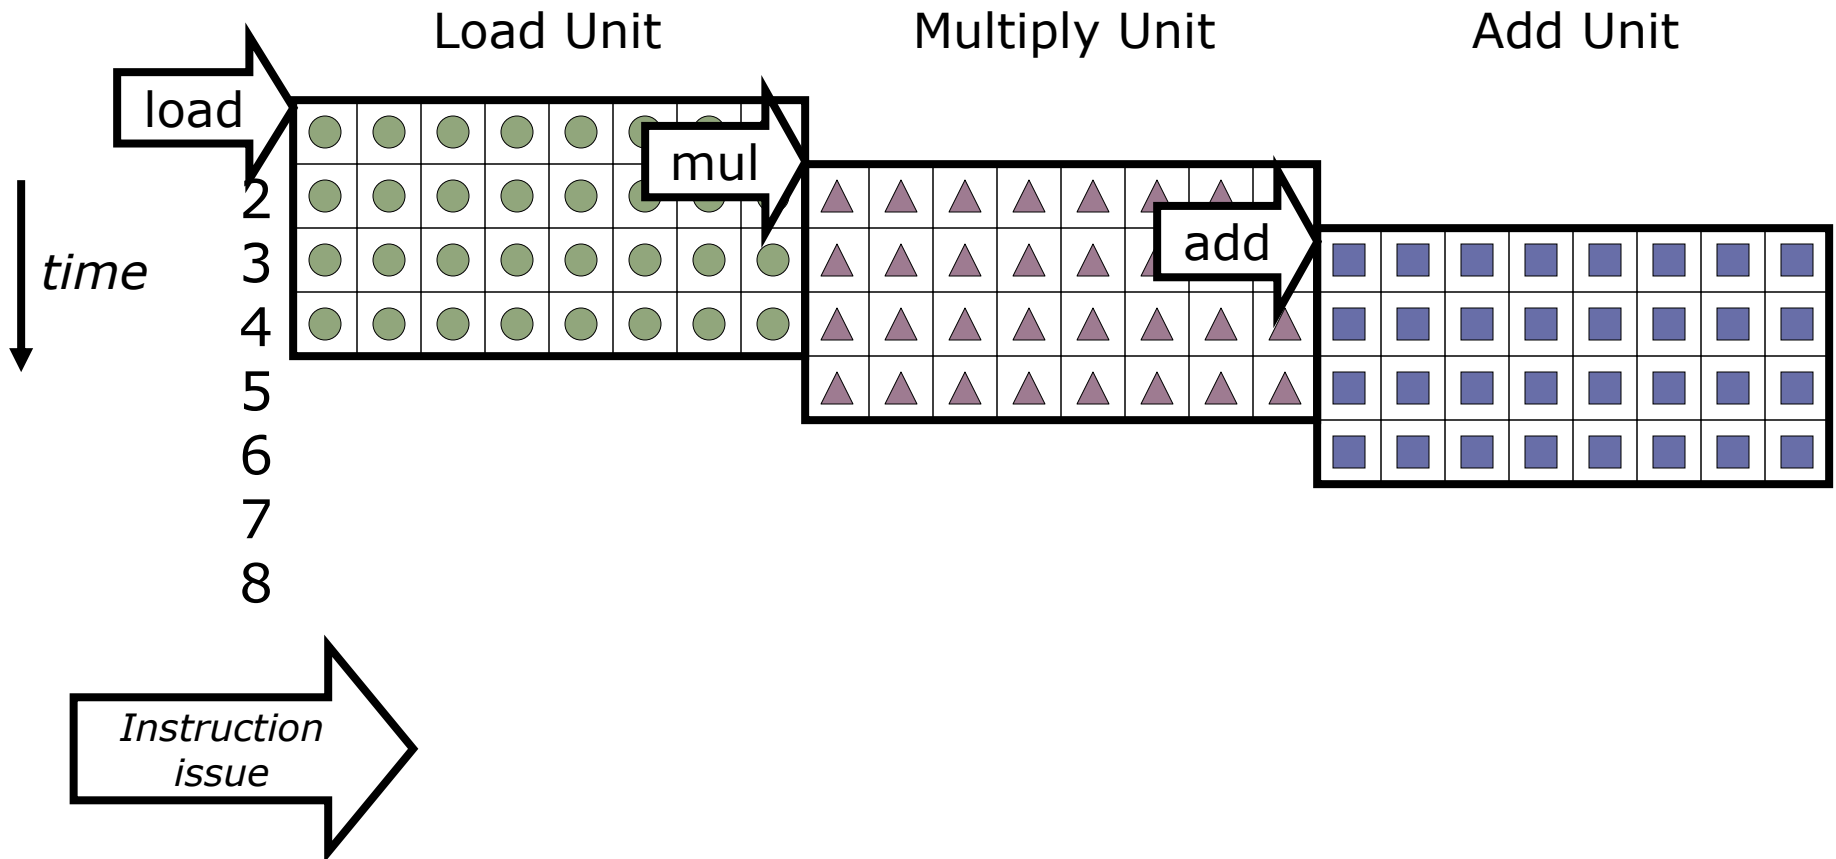 Load Unit
Multiply Unit
Add Unit
load
mul
add
time
2
3
4
5
6
7
8
Instruction
issue